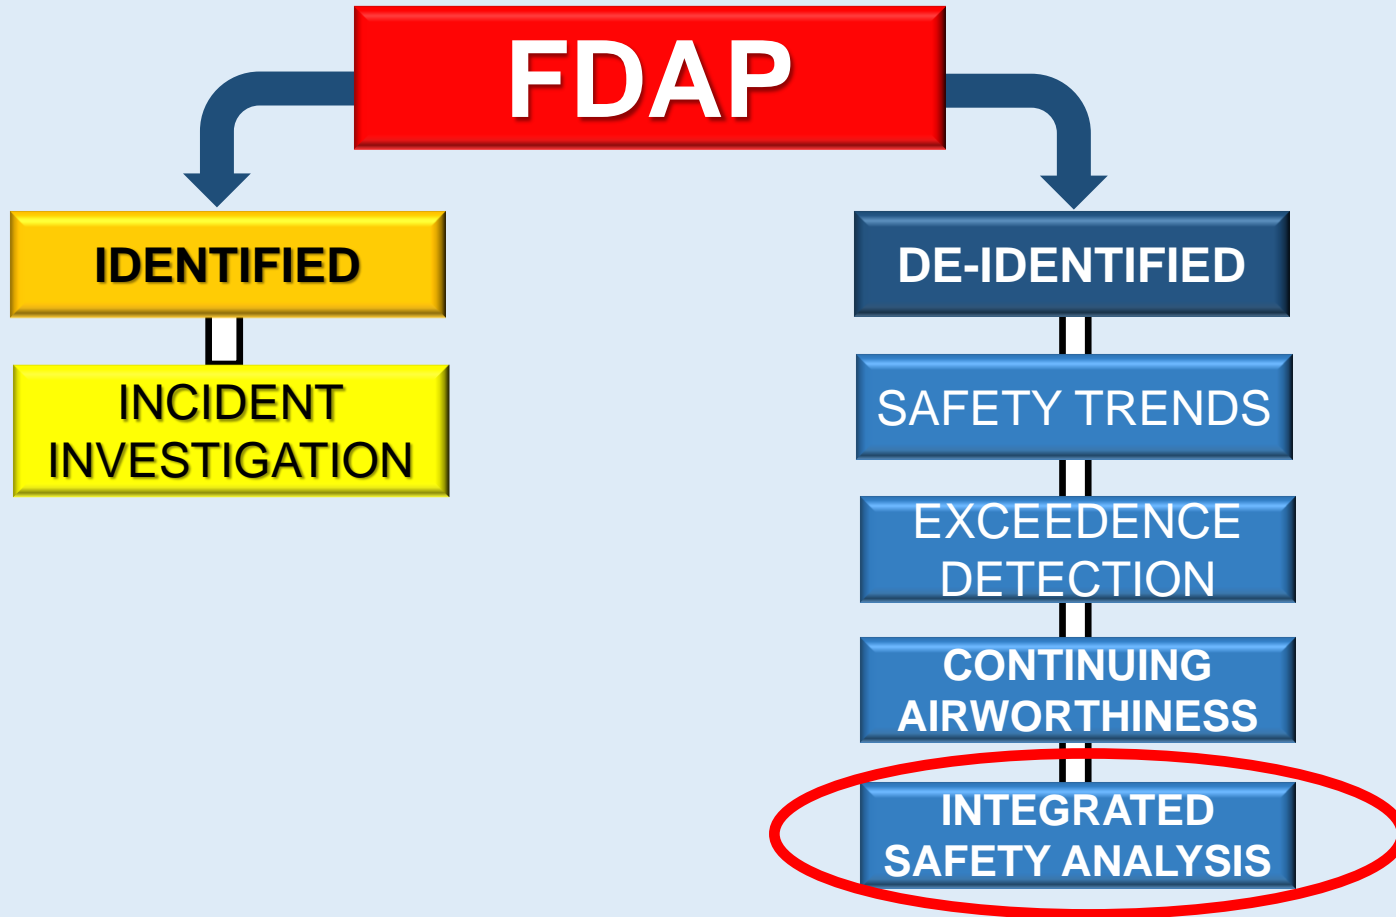 FDAP
IDENTIFIED
INCIDENT
INVESTIGATION
DE-IDENTIFIED
SAFETY TRENDS
EXCEEDENCE
DETECTION
CONTINUING
AIRWORTHINESS
INTEGRATED
SAFETY ANALYSIS